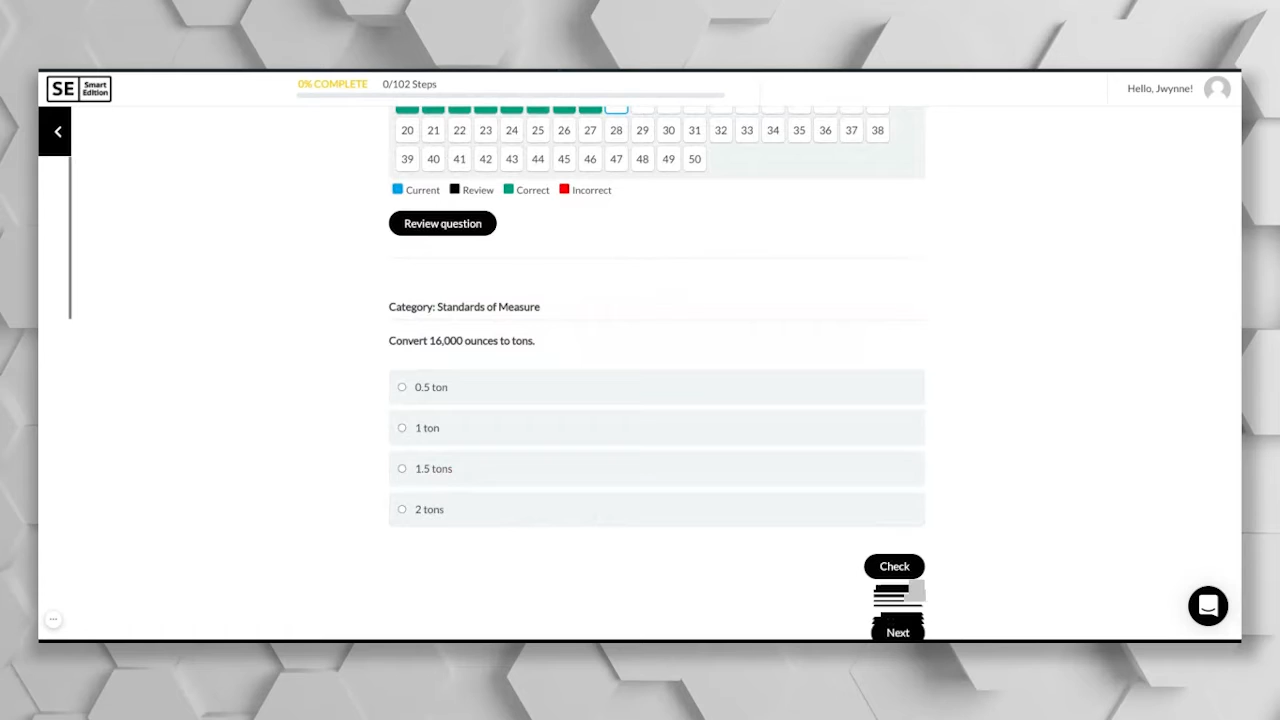 SE Smart Edition
0% COMPLETE 0/102 Steps
Hello, Jwynne!
20 21 22 23 24 25 26 27 28 29 30 31 32 33 34 35 36 37 38
39 40 41 42 43 44 45 46 47 48 49 50
Current Review Correct Incorrect
Review question
Category: Standards of Measure
Convert 16,000 ounces to tons.
0.5 ton
1 ton
1.5 tons
2 tons
Check
Next